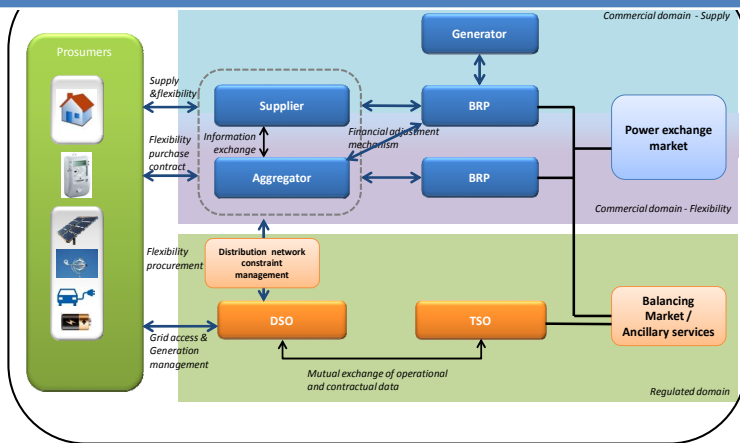 Commercial domain - Supply
Prosumers
Generator
Supply
&flexibility
Supplier
BRP
Information
exchange
Financial adjustment
mechanism
Power exchange
market
Flexibility
purchase
contract
Aggregator
BRP
Commercial domain - Flexibility
Flexibility
procurement
Distribution network
constraint
management
DSO
TSO
Balancing
Market /
Ancillary services
Grid access &
Generation
management
Mutual exchange of operational
and contractual data
Regulated domain